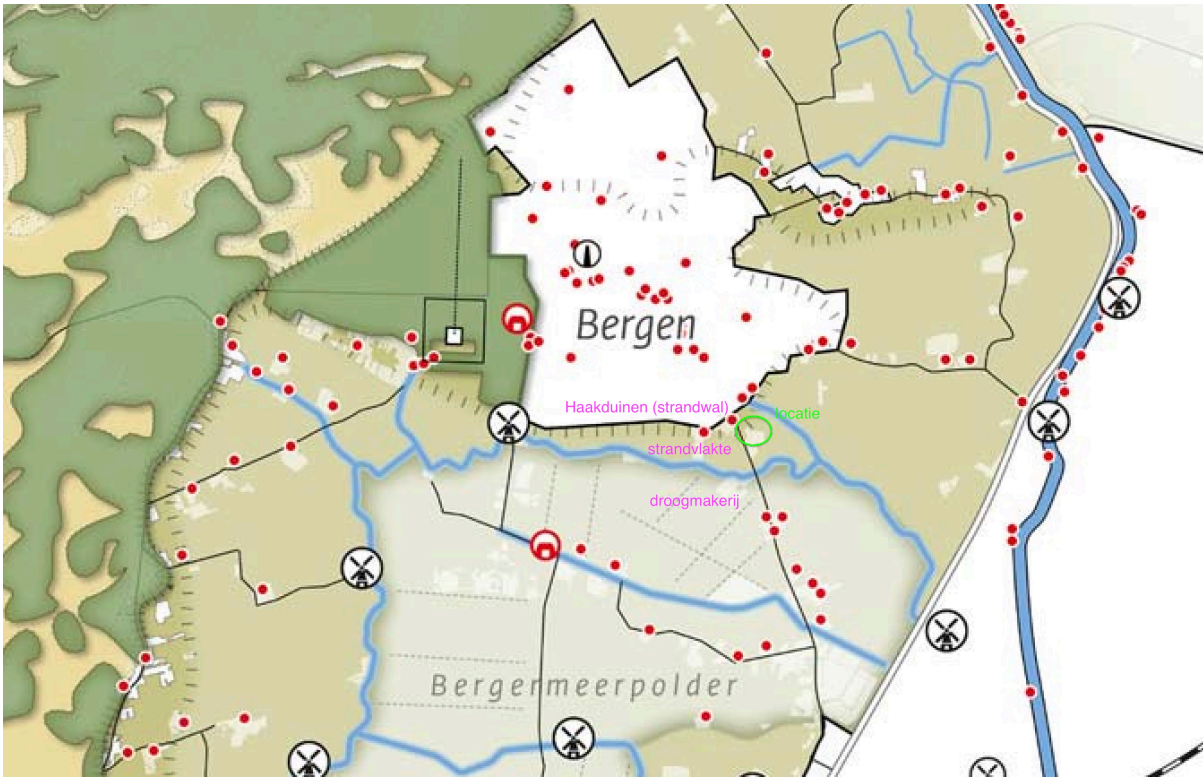 Bergen
Haakduinen (strandwal)
locatie
strandvlakte
droogmakerij
Bergermeerpolder